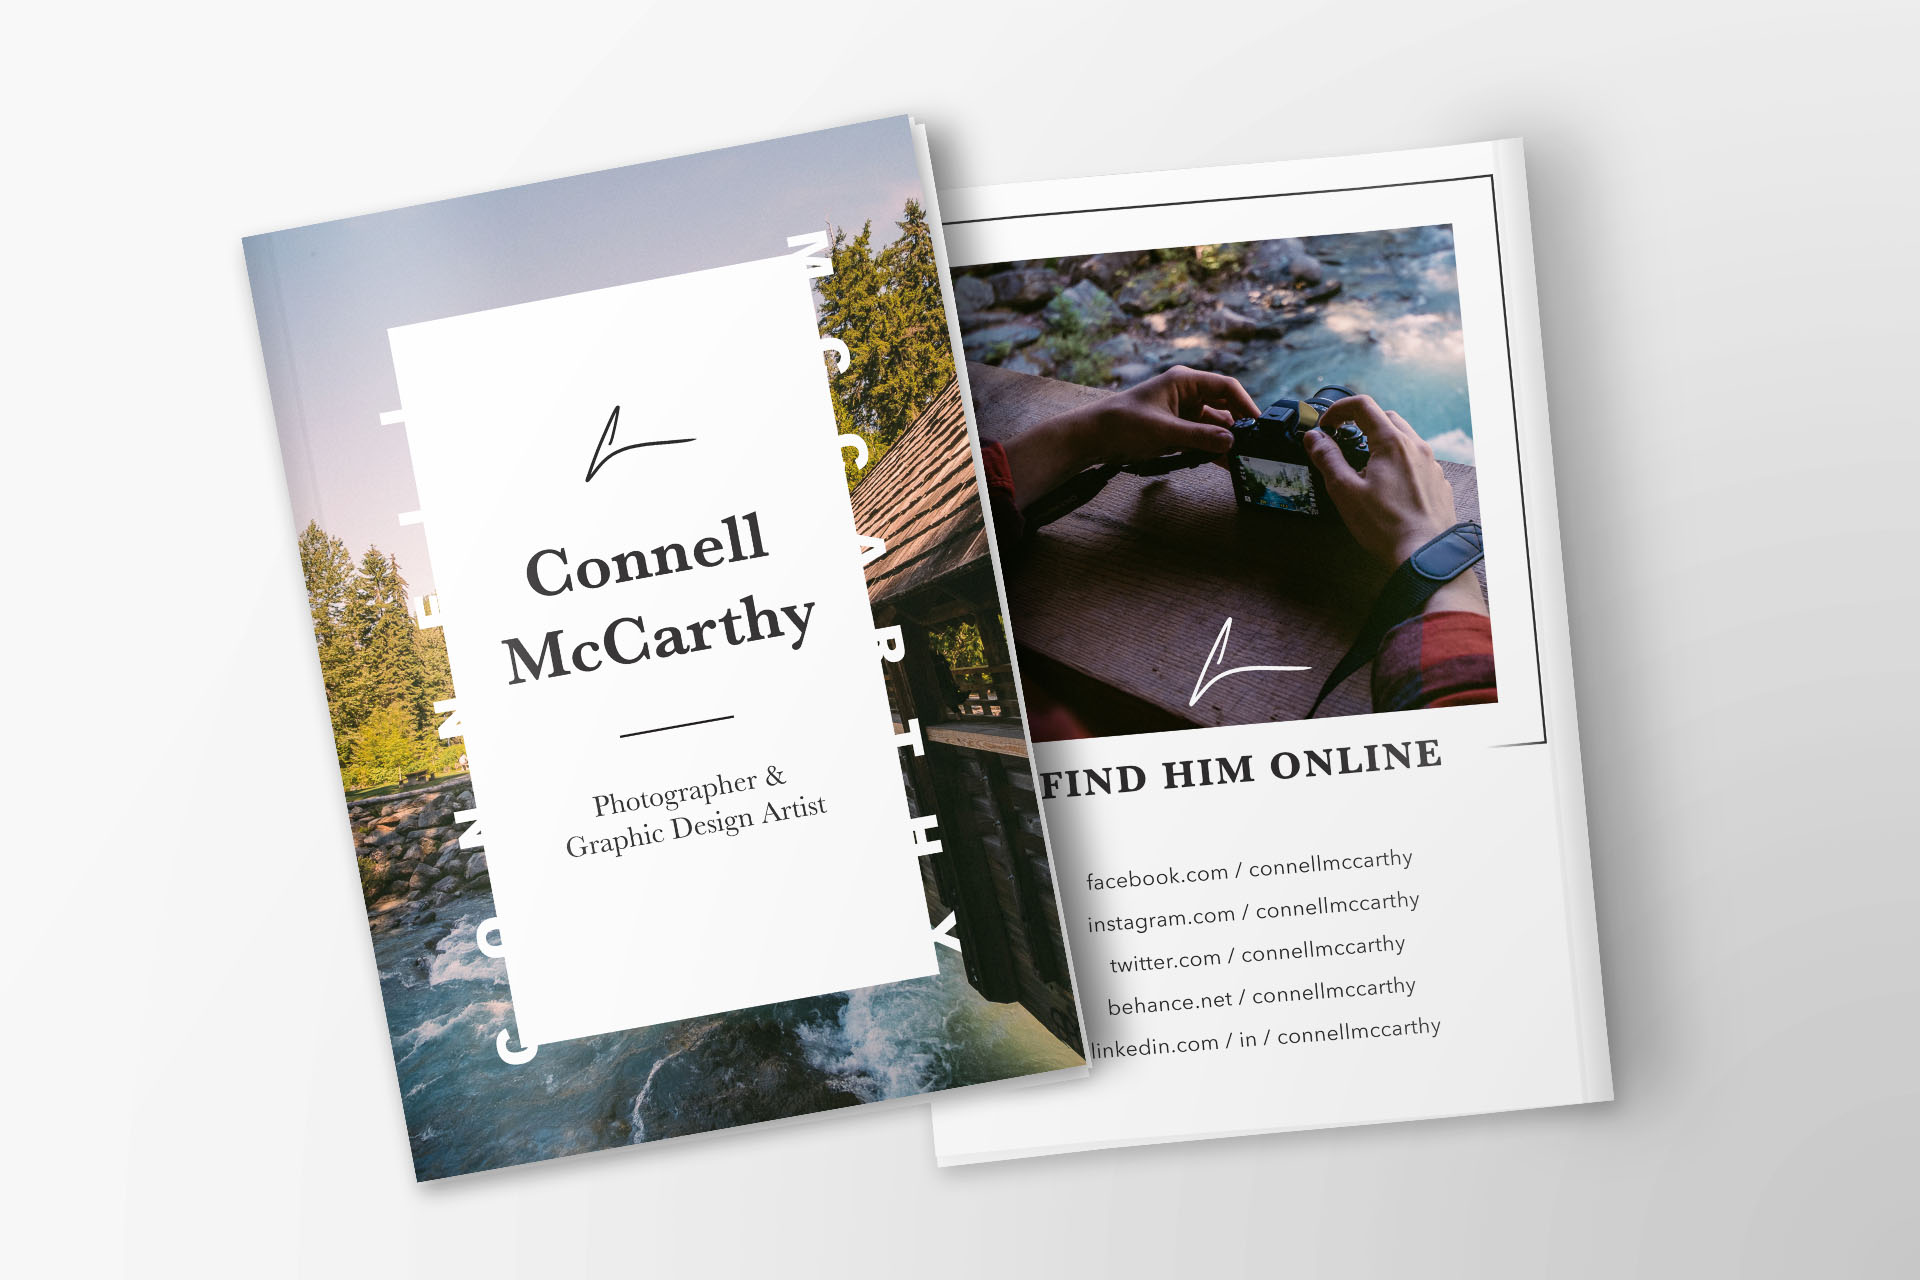 CONNELL
MCCARTHY
Connell
McCarthy
Photographer &
Graphic Design Artist
FIND HIM ONLINE
facebook.com / connellmccarthy
instagram.com / connellmccarthy
twitter.com / connellmccarthy
behance.net / connellmccarthy
linkedin.com / in / connellmccarthy